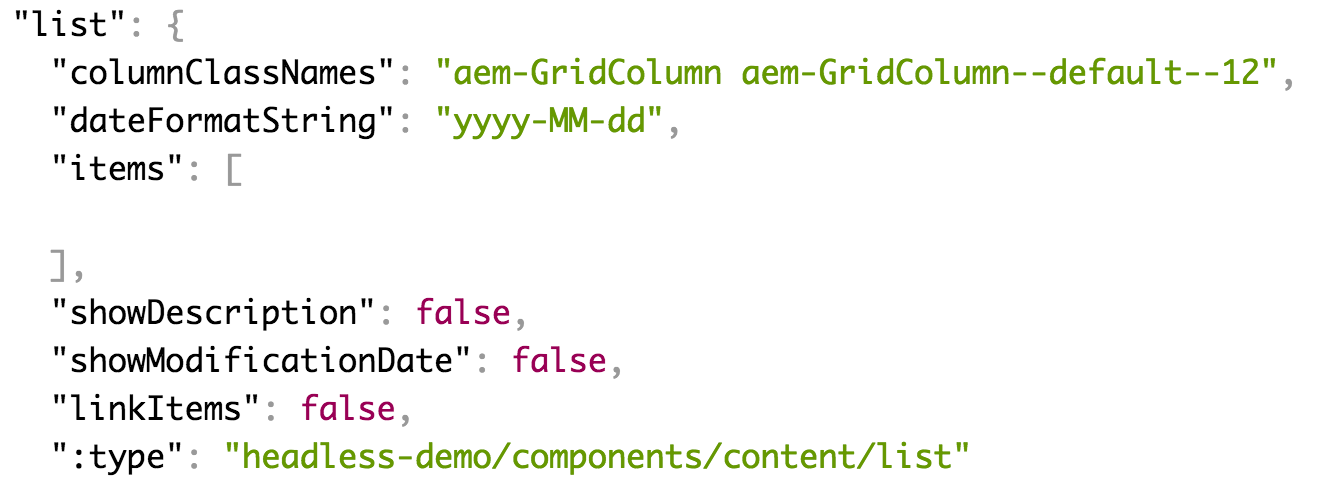 "list": {
"columnClassNames": "aem-GridColumn aem-GridColumn--default--12",
"dateFormatString": "yyyy-MM-dd",
"items": [
],
"showDescription": false,
"showModificationDate": false,
"linkItems": false,
":type": "headless-demo/components/content/list"